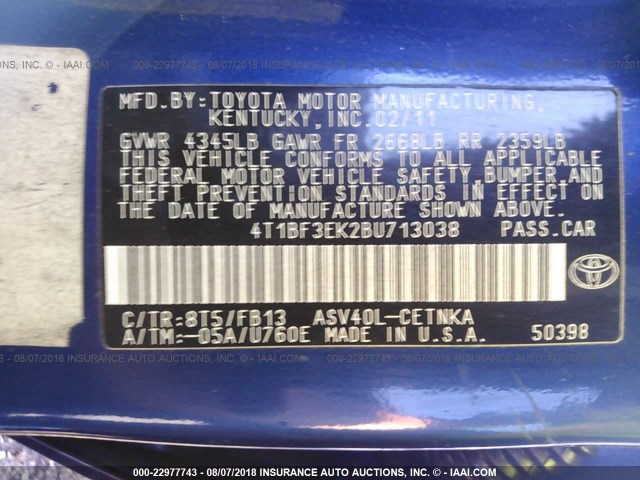 MFD. BY: TOYOTA MOTOR MANUFACTURING,
KENTUCKY, INC. 02/11
GVWR 4345LB GAWR FR 2668LB RR 2359LB
THIS VEHICLE CONFORMS TO ALL APPLICABLE
FEDERAL MOTOR VEHICLE SAFETY, BUMPER, AND
THEFT PREVENTION STANDARDS IN EFFECT ON
THE DATE OF MANUFACTURE SHOWN ABOVE.
4T1BF3EK2BU713038 PASS.CAR
C/TR:8T5/FB13 ASV40L-CETNKA
A/TM:-05A/U760E MADE IN U.S.A. 50398
000-22977743 - 08/07/2018 INSURANCE AUTO AUCTIONS - © IAAI.COM